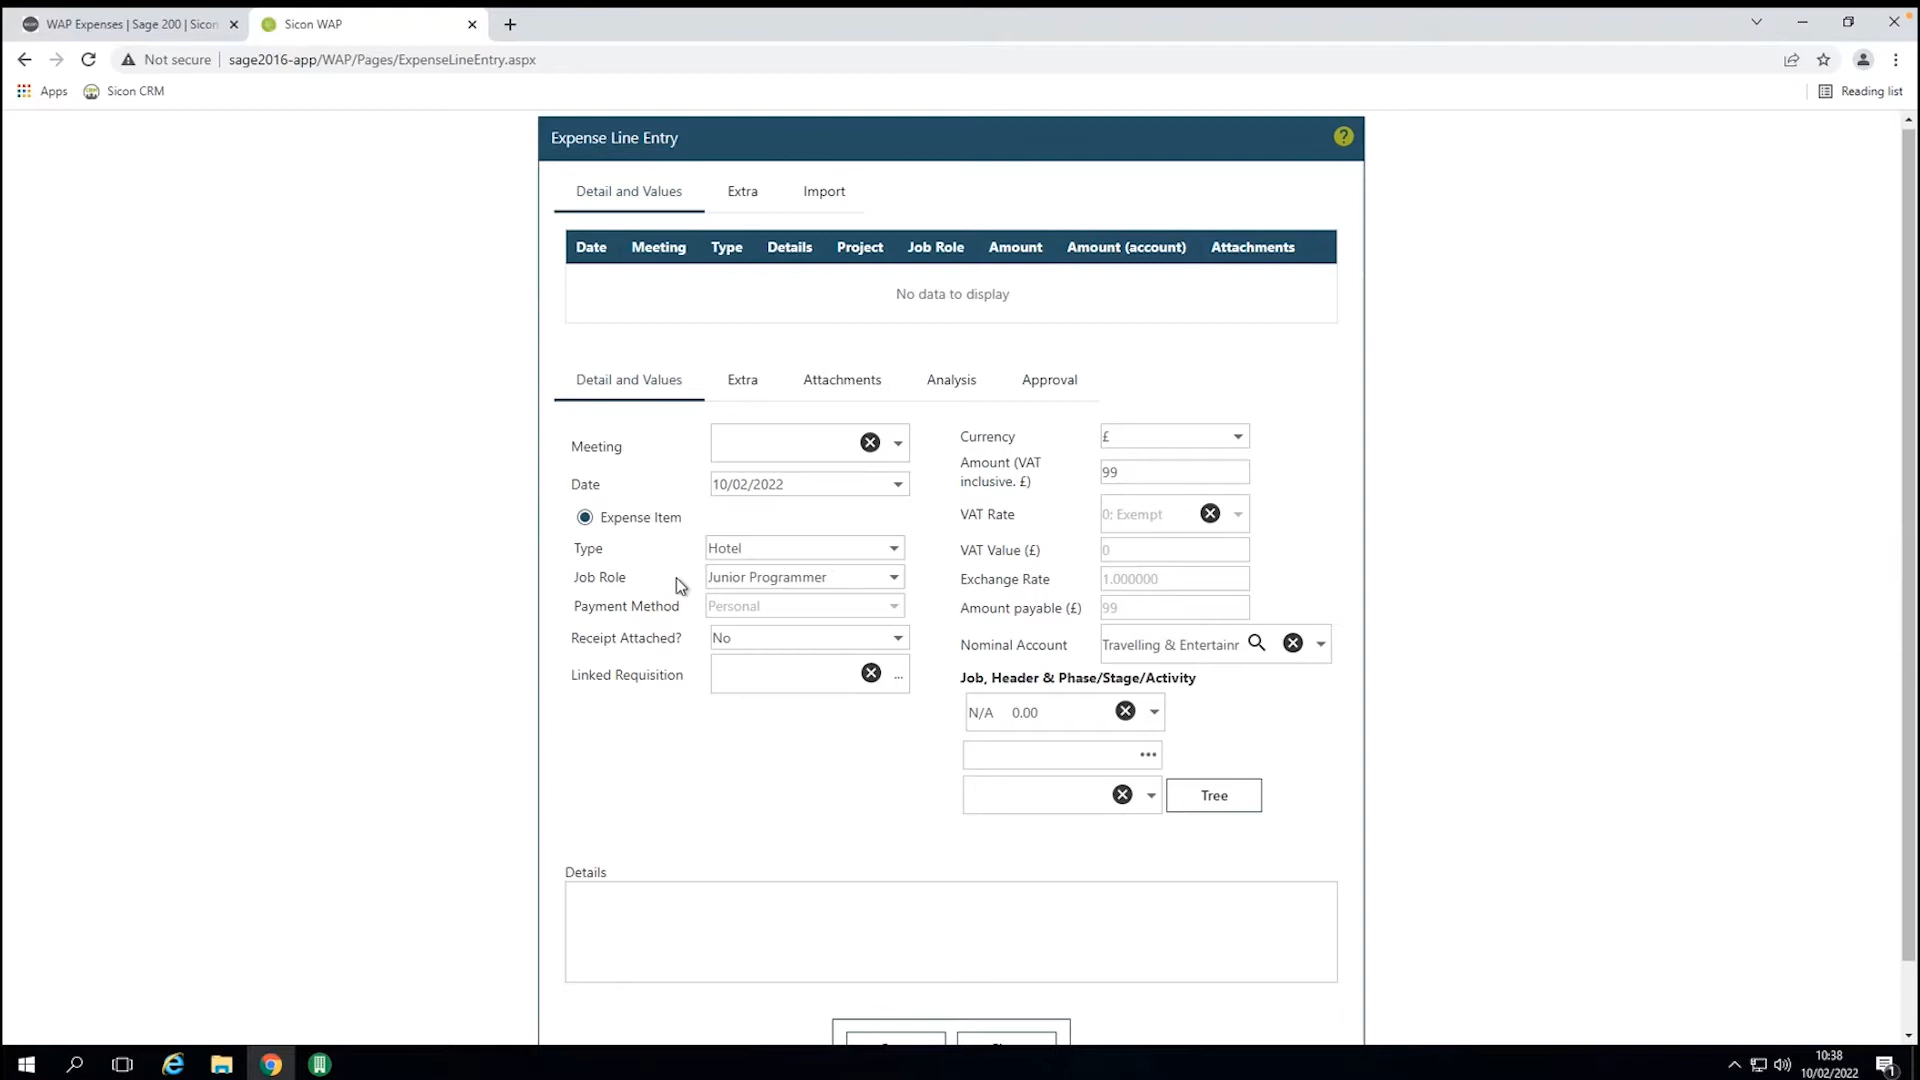 WAP Expenses | Sage 200 | Sicon
Sicon WAP
Not secure
sage2016-app/WAP/Pages/ExpenseLineEntry.aspx
Apps
Sicon CRM
Reading list
Expense Line Entry
?
Detail and Values Extra Import
Date Meeting Type Details Project Job Role Amount Amount (account) Attachments
No data to display
Detail and Values Extra Attachments Analysis Approval
Meeting
Date 10/02/2022
Expense Item
Type Hotel
Job Role Junior Programmer
Payment Method Personal
Receipt Attached? No
Linked Requisition ...
Currency £
Amount (VAT
inclusive. £) 99
VAT Rate 0: Exempt
VAT Value (£) 0
Exchange Rate 1.000000
Amount payable (£) 99
Nominal Account Travelling & Entertainr
Job, Header & Phase/Stage/Activity
N/A 0.00
Tree
Details
10:38
10/02/2022
1